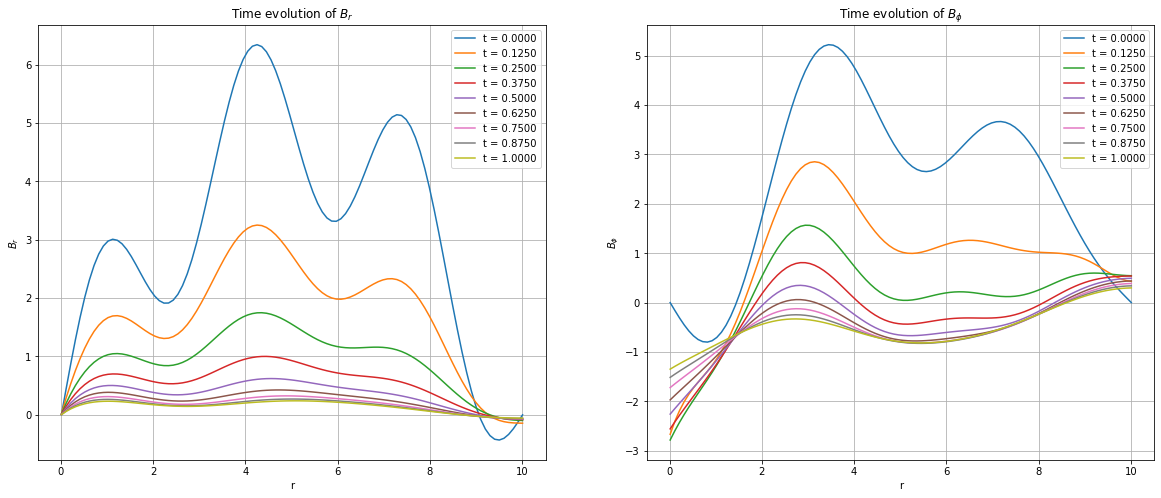 Time evolution of B_r
6
5
4
3
2
1
0
B_r
0 2 4 6 8 10
r
t = 0.0000
t = 0.1250
t = 0.2500
t = 0.3750
t = 0.5000
t = 0.6250
t = 0.7500
t = 0.8750
t = 1.0000
Time evolution of B_ϕ
5
4
3
2
1
0
−1
−2
−3
B_ϕ
0 2 4 6 8 10
r
t = 0.0000
t = 0.1250
t = 0.2500
t = 0.3750
t = 0.5000
t = 0.6250
t = 0.7500
t = 0.8750
t = 1.0000